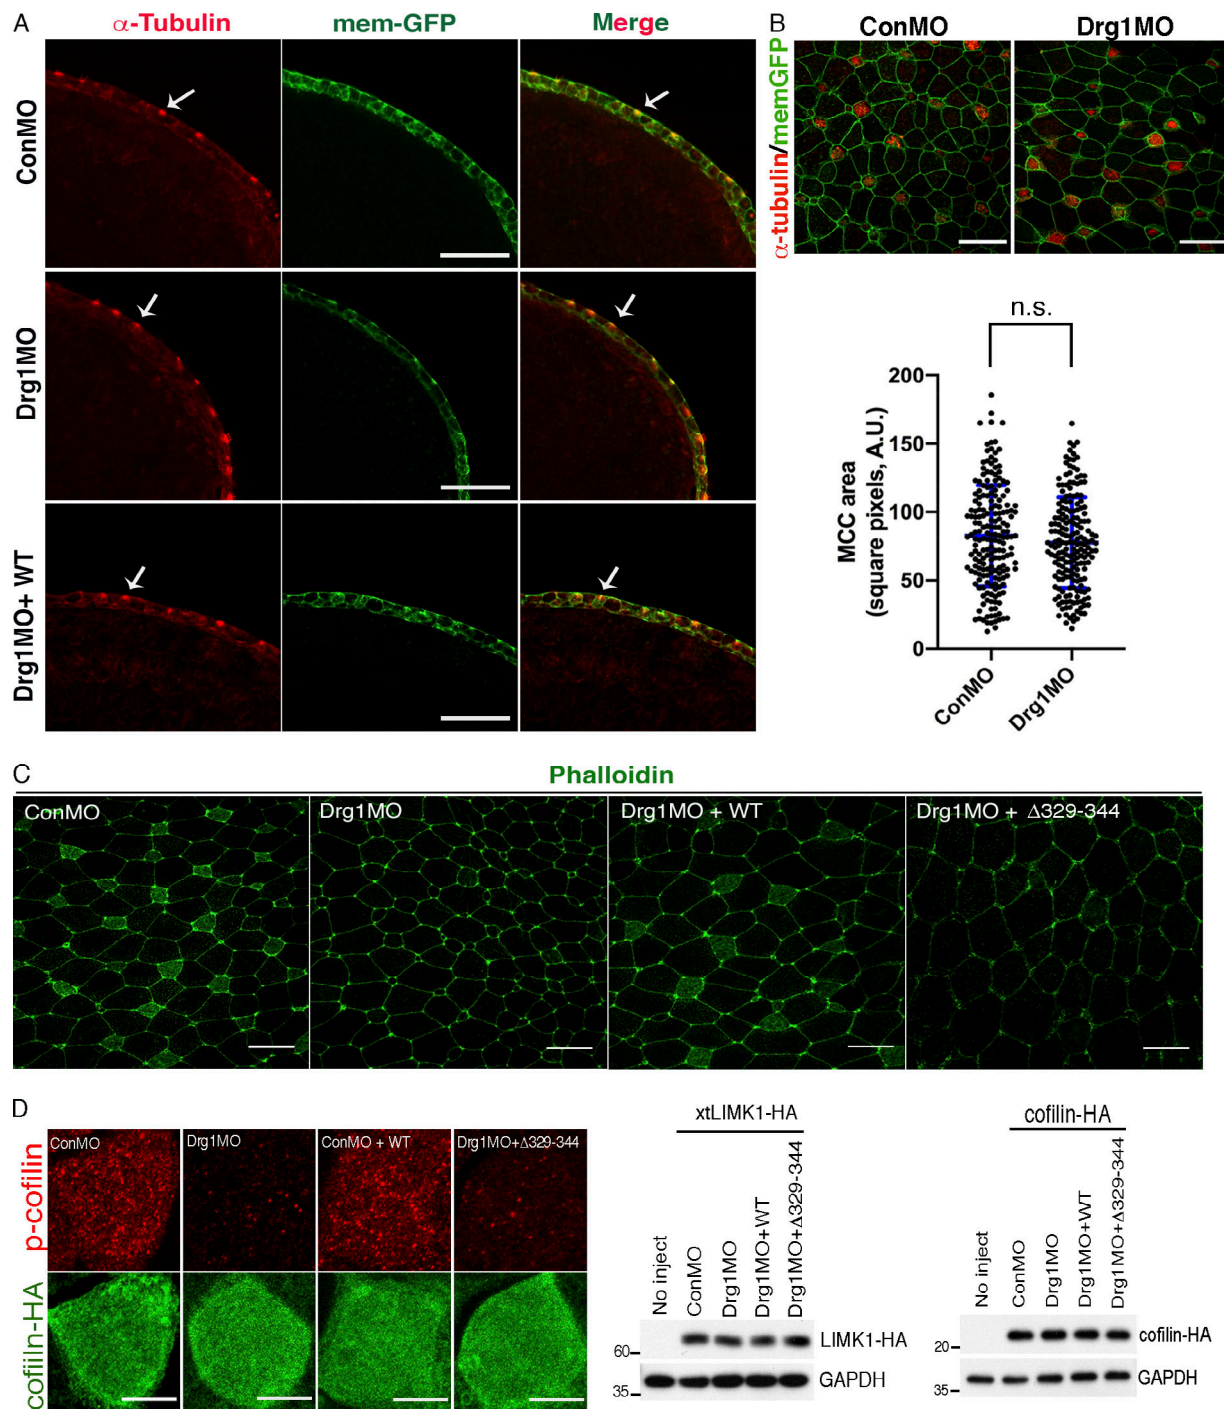 A
α-Tubulin
mem-GFP
Merge
ConMO
Drg1MO
Drg1MO+ WT
B
ConMO
Drg1MO
α-tubulin/memGFP
n.s.
MCC area
(square pixels, A.U.)
200
150
100
50
0
ConMO
Drg1MO
C
Phalloidin
ConMO
Drg1MO
Drg1MO + WT
Drg1MO + Δ329-344
D
p-cofilin
cofiiln-HA
ConMO
Drg1MO
ConMO + WT
Drg1MO+Δ329-344
xtLIMK1-HA
No inject
ConMO
Drg1MO
Drg1MO+WT
Drg1MO+Δ329-344
60
LIMK1-HA
35
GAPDH
cofilin-HA
No inject
ConMO
Drg1MO
Drg1MO+WT
Drg1MO+Δ329-344
20
cofilin-HA
35
GAPDH